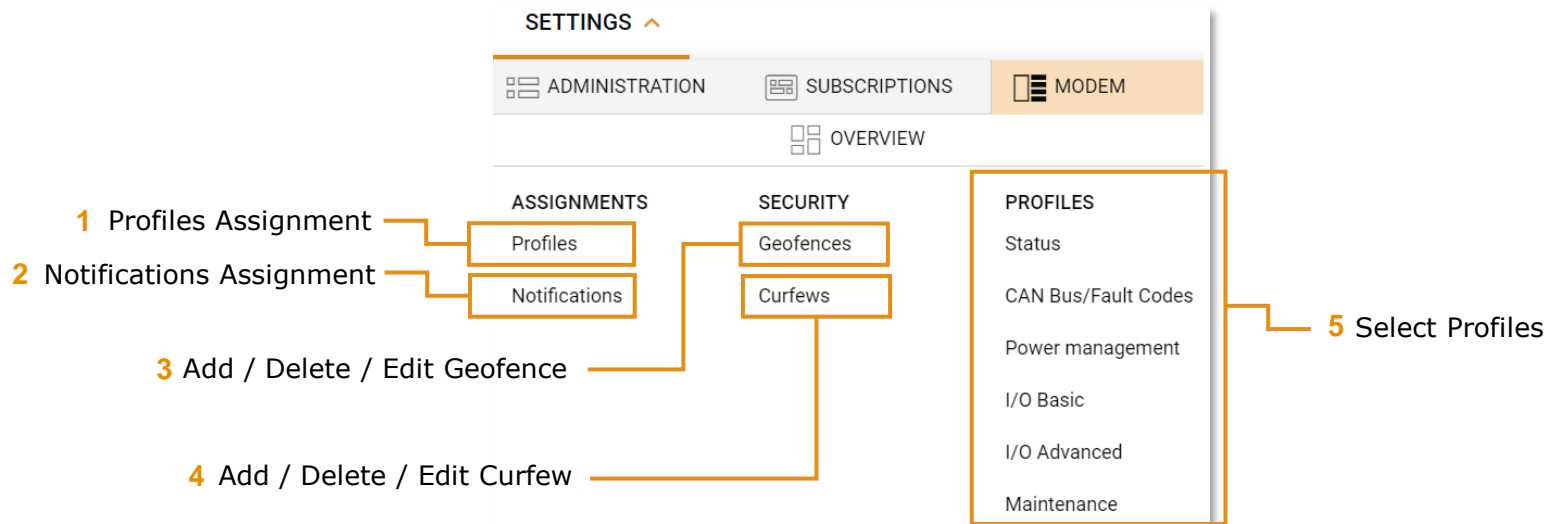 SETTINGS
ADMINISTRATION
SUBSCRIPTIONS
MODEM
OVERVIEW
ASSIGNMENTS
SECURITY
PROFILES
1 Profiles Assignment
Profiles
Geofences
Status
2 Notifications Assignment
Notifications
Curfews
CAN Bus/Fault Codes
5 Select Profiles
Power management
3 Add / Delete / Edit Geofence
I/O Basic
I/O Advanced
4 Add / Delete / Edit Curfew
Maintenance